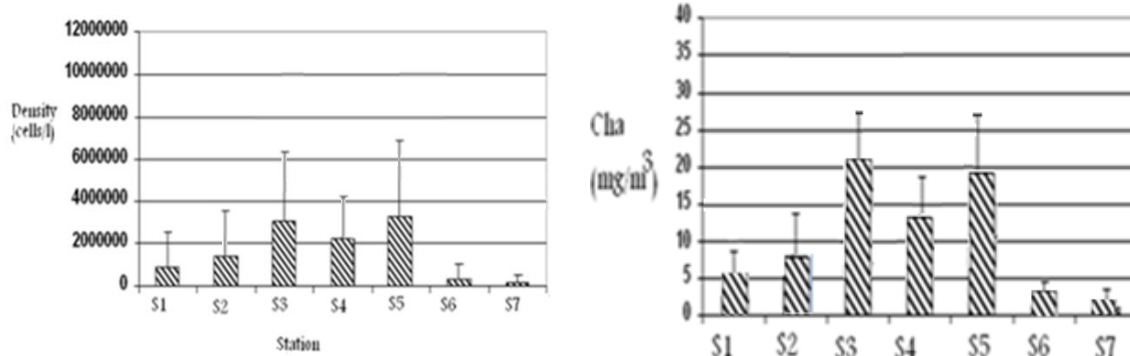 12000000
10000000
8000000
6000000
4000000
2000000
0
Density
(cells/l)
S1 S2 S3 S4 S5 S6 S7
Station
40
35
30
25
20
15
10
5
0
Cha
(mg/m³)
S1 S2 S3 S4 S5 S6 S7